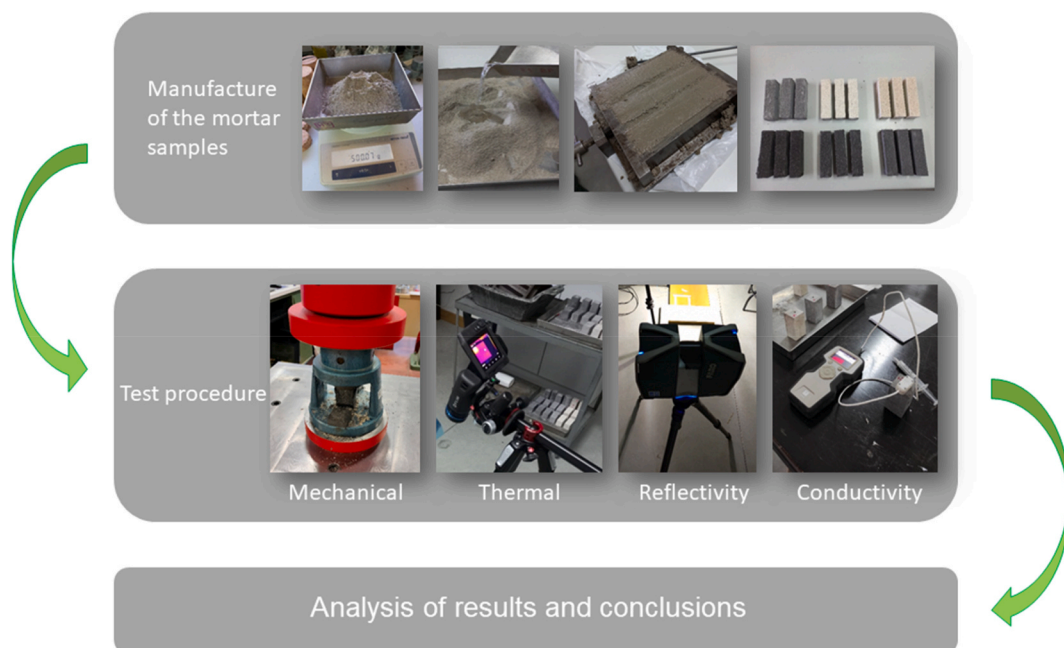 Manufacture
of the mortar
samples
Test procedure
Mechanical
Thermal
Reflectivity
Conductivity
Analysis of results and conclusions